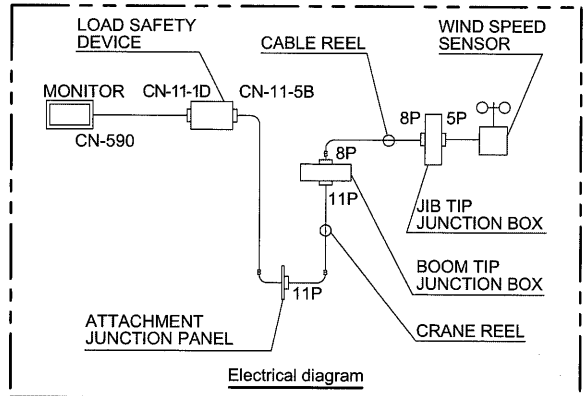 LOAD SAFETY
DEVICE
CABLE REEL
WIND SPEED
SENSOR
MONITOR
CN-11-1D
CN-11-5B
CN-590
8P
5P
8P
11P
JIB TIP
JUNCTION BOX
BOOM TIP
JUNCTION BOX
11P
ATTACHMENT
JUNCTION PANEL
CRANE REEL
Electrical diagram